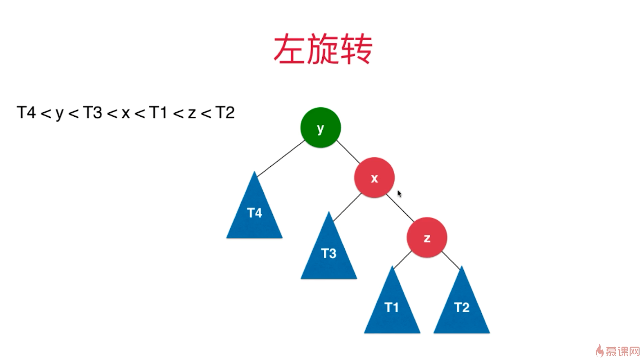 左旋转
T4 < y < T3 < x < T1 < z < T2
y
x
T4
z
T3
T1
T2
慕课网